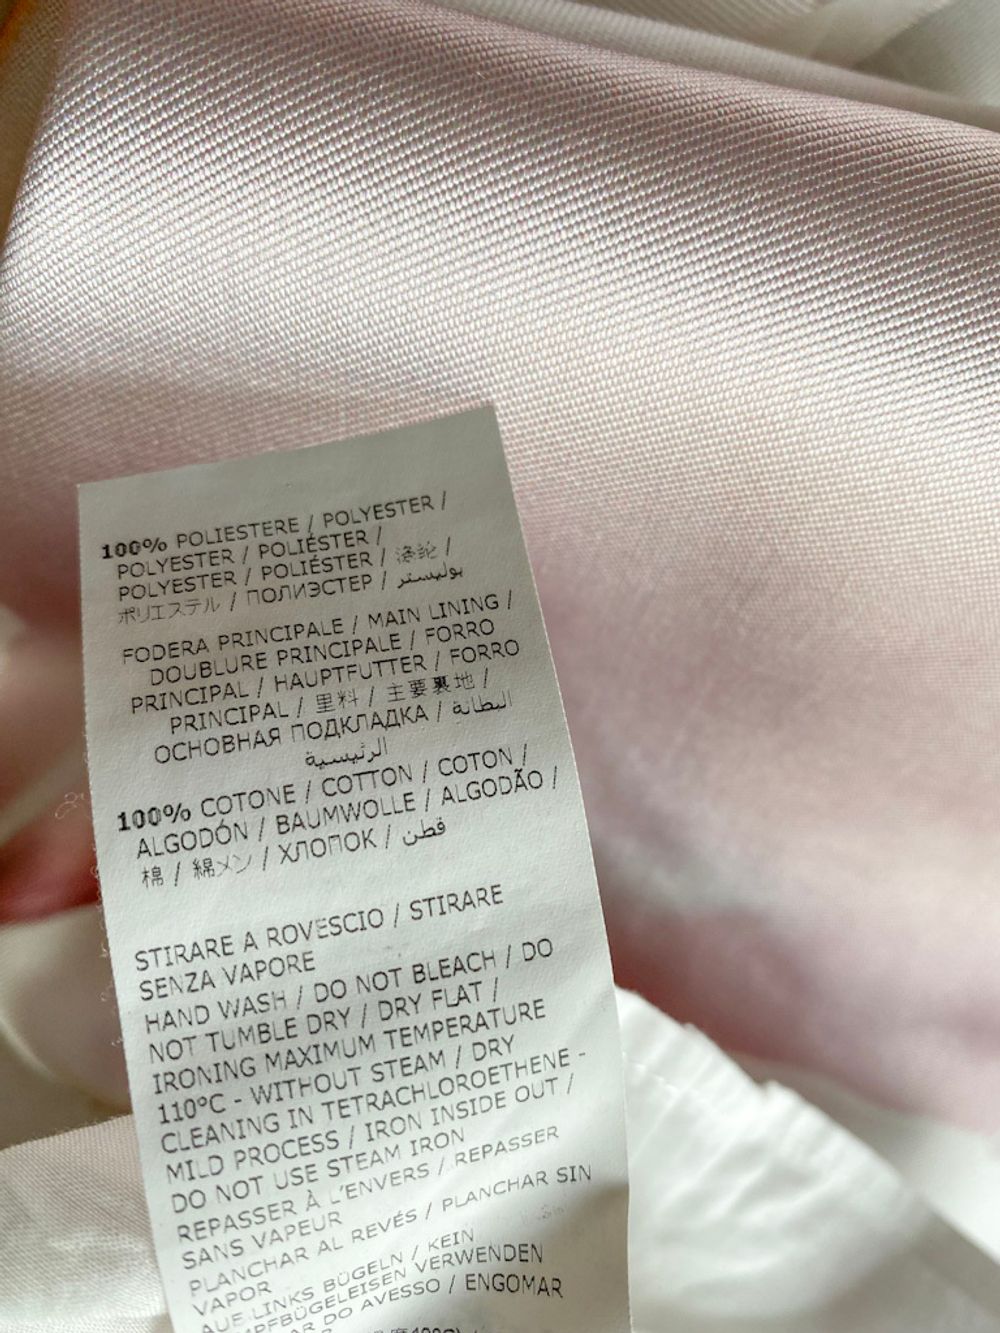 100% POLIESTERE / POLYESTER /
POLYESTER / POLIÉSTER /
POLYESTER / POLIÉSTER / 涤纶 /
ポリエステル / ПОЛИЭСТЕР / بوليستر
FODERA PRINCIPALE / MAIN LINING /
DOUBLURE PRINCIPALE / FORRO
PRINCIPAL / HAUPTFUTTER / FORRO
PRINCIPAL / 里料 / 主要裏地 /
ОСНОВНАЯ ПОДКЛАДКА / البطانة
الرئيسية
100% COTONE / COTTON / COTON /
ALGODÓN / BAUMWOLLE / ALGODÃO /
棉 / 綿メン / ХЛОПОК / قطن
STIRARE A ROVESCIO / STIRARE
SENZA VAPORE
HAND WASH / DO NOT BLEACH / DO
NOT TUMBLE DRY / DRY FLAT /
IRONING MAXIMUM TEMPERATURE
110°C - WITHOUT STEAM / DRY
CLEANING IN TETRACHLOROETHENE -
MILD PROCESS / IRON INSIDE OUT /
DO NOT USE STEAM IRON
REPASSER À L'ENVERS / REPASSER
SANS VAPEUR
PLANCHAR AL REVÉS / PLANCHAR SIN
VAPOR
AUF LINKS BÜGELN / KEIN
VERWENDEN
DO AVESSO / ENGOMAR